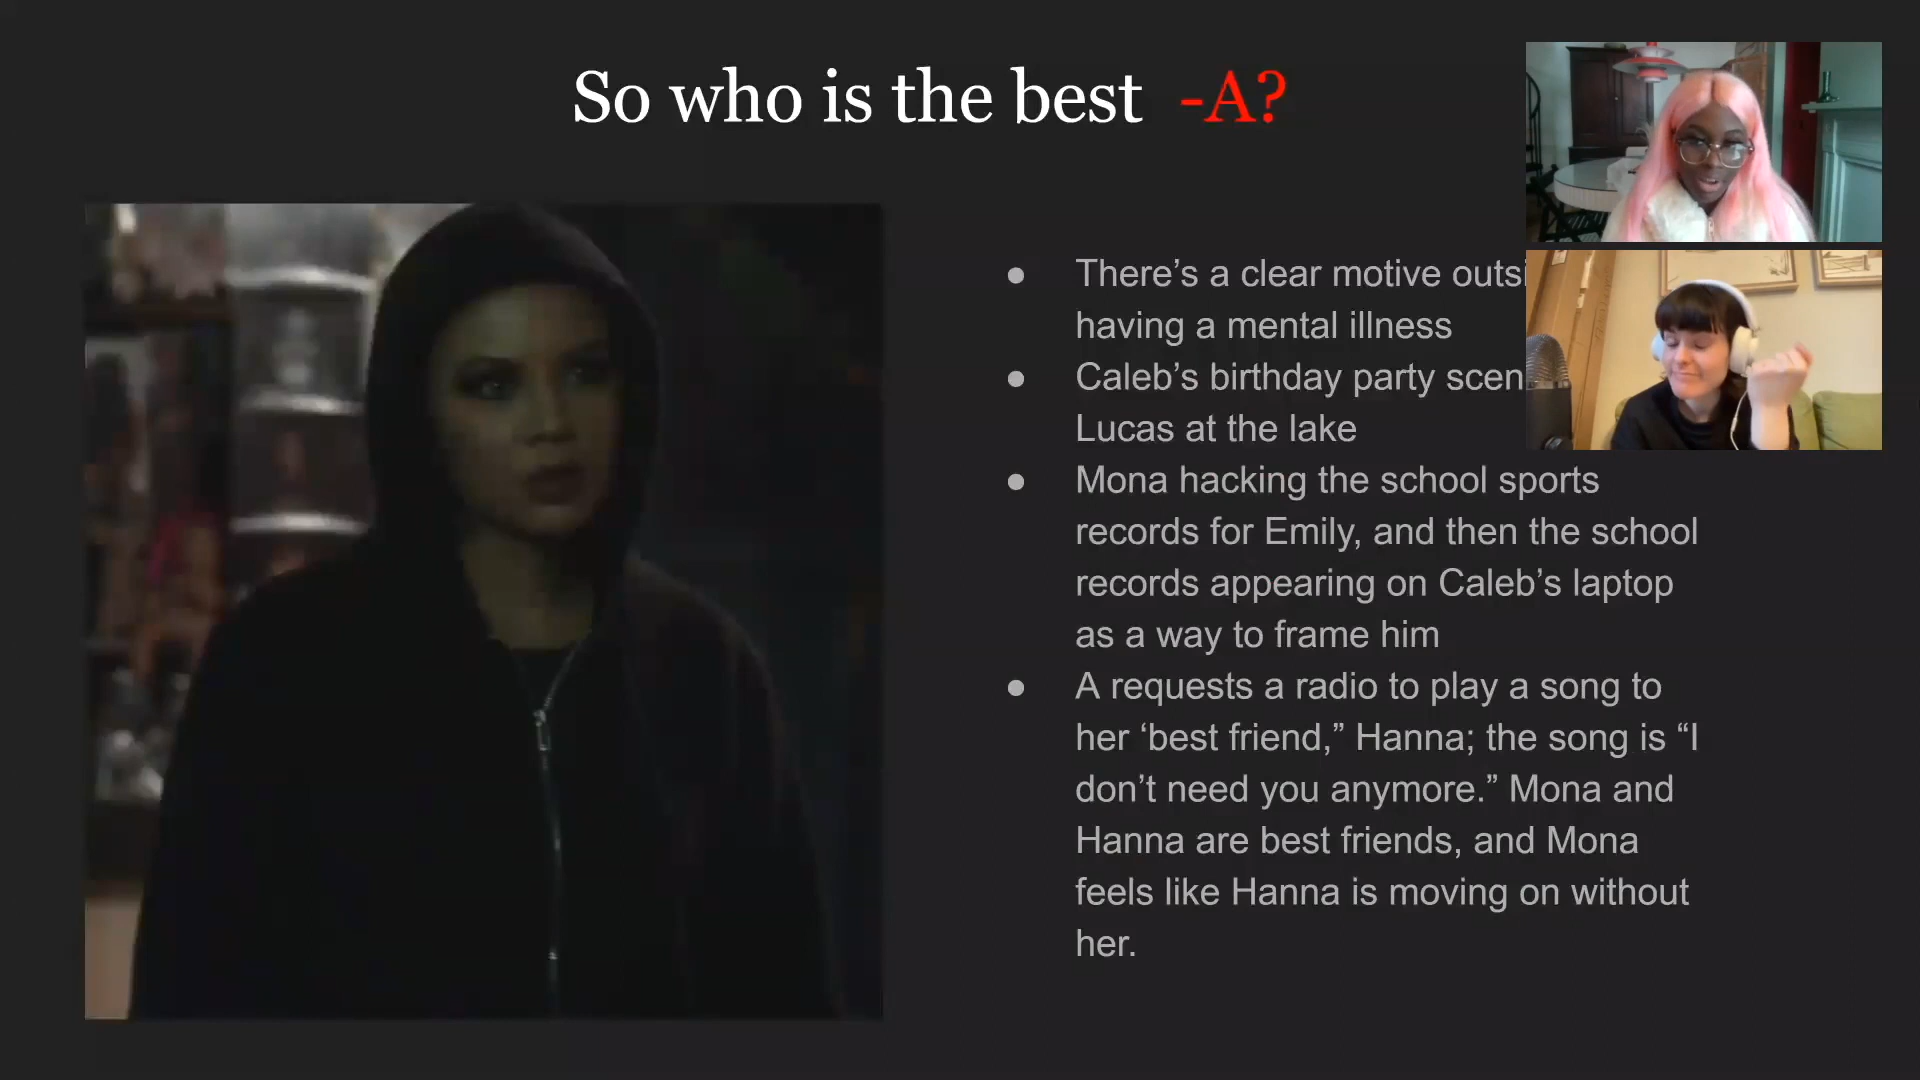 So who is the best -A?
● There’s a clear motive outsi
having a mental illness
● Caleb’s birthday party scen
Lucas at the lake
● Mona hacking the school sports
records for Emily, and then the school
records appearing on Caleb’s laptop
as a way to frame him
● A requests a radio to play a song to
her ‘best friend,” Hanna; the song is “I
don’t need you anymore.” Mona and
Hanna are best friends, and Mona
feels like Hanna is moving on without
her.